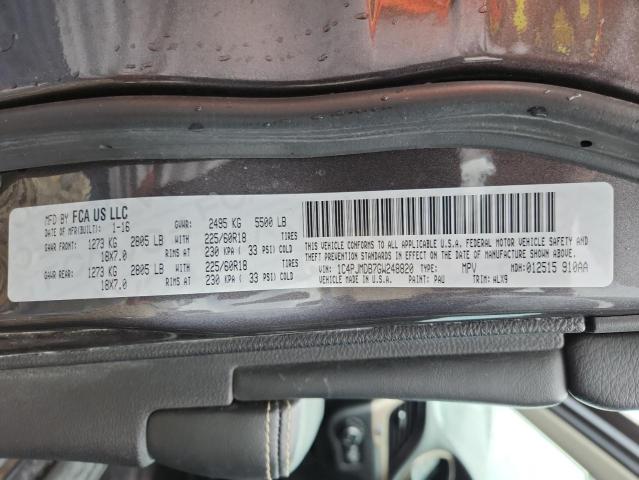 MFD BY FCA US LLC
DATE OF MFR(BUILT): 1-16 GVWR: 2495 KG 5500 LB
GAWR FRONT: 1273 KG 2805 LB WITH 225/60R18 TIRES
18X7.0 RIMS AT 230 KPA ( 33 PSI) COLD
GAWR REAR: 1273 KG 2805 LB WITH 225/60R18 TIRES
18X7.0 RIMS AT 230 KPA ( 33 PSI) COLD
THIS VEHICLE CONFORMS TO ALL APPLICABLE U.S.A. FEDERAL MOTOR VEHICLE SAFETY, BUMPER AND
THEFT PREVENTION STANDARDS IN EFFECT ON THE DATE OF MANUFACTURE SHOWN ABOVE.
VIN: 1C4PJMDB7GW248820 TYPE: MPV MDH: 012515 910AA
VEHICLE MADE IN U.S.A. PAINT: PAU TRIM: HLX9